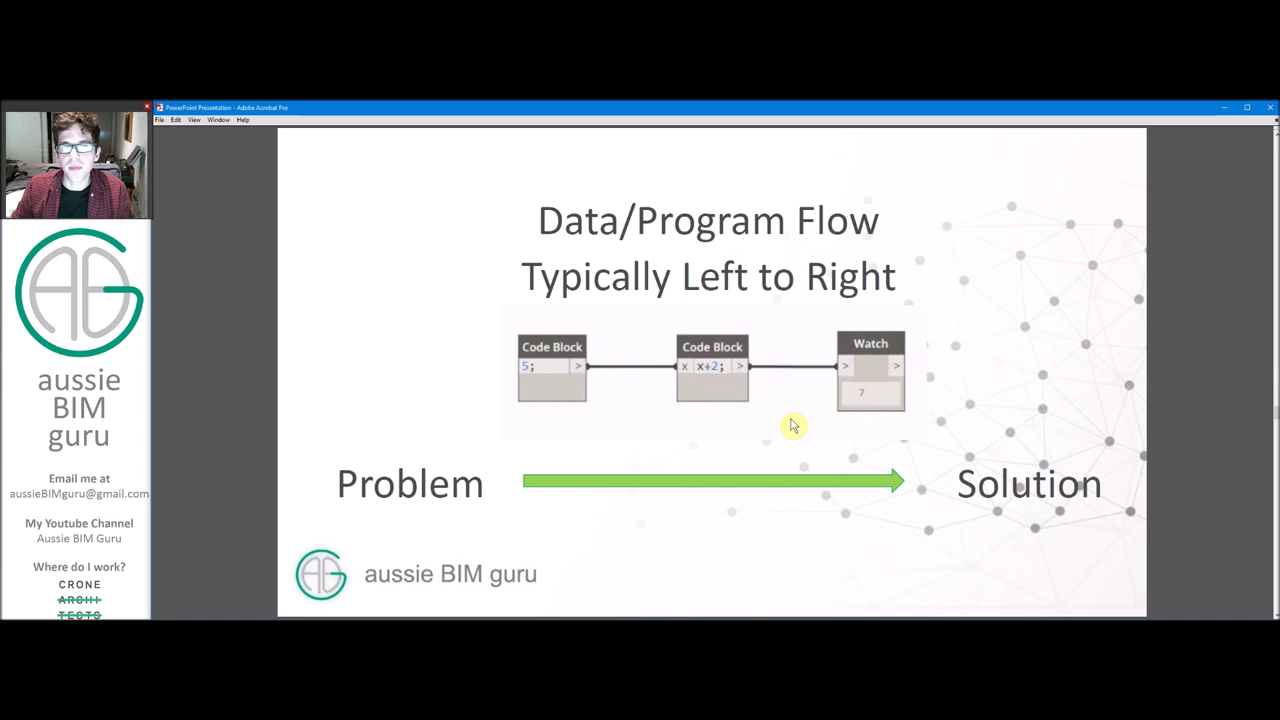 PowerPoint Presentation - Adobe Acrobat Pro
File Edit View Window Help
Data/Program Flow
Typically Left to Right
Code Block
5; >
Code Block
x x+2; >
Watch
> >
7
Problem
Solution
aussie BIM guru
aussie
BIM
guru
Email me at
aussieBIMguru@gmail.com
My Youtube Channel
Aussie BIM Guru
Where do I work?
CRONE
ARCHI
TECTS